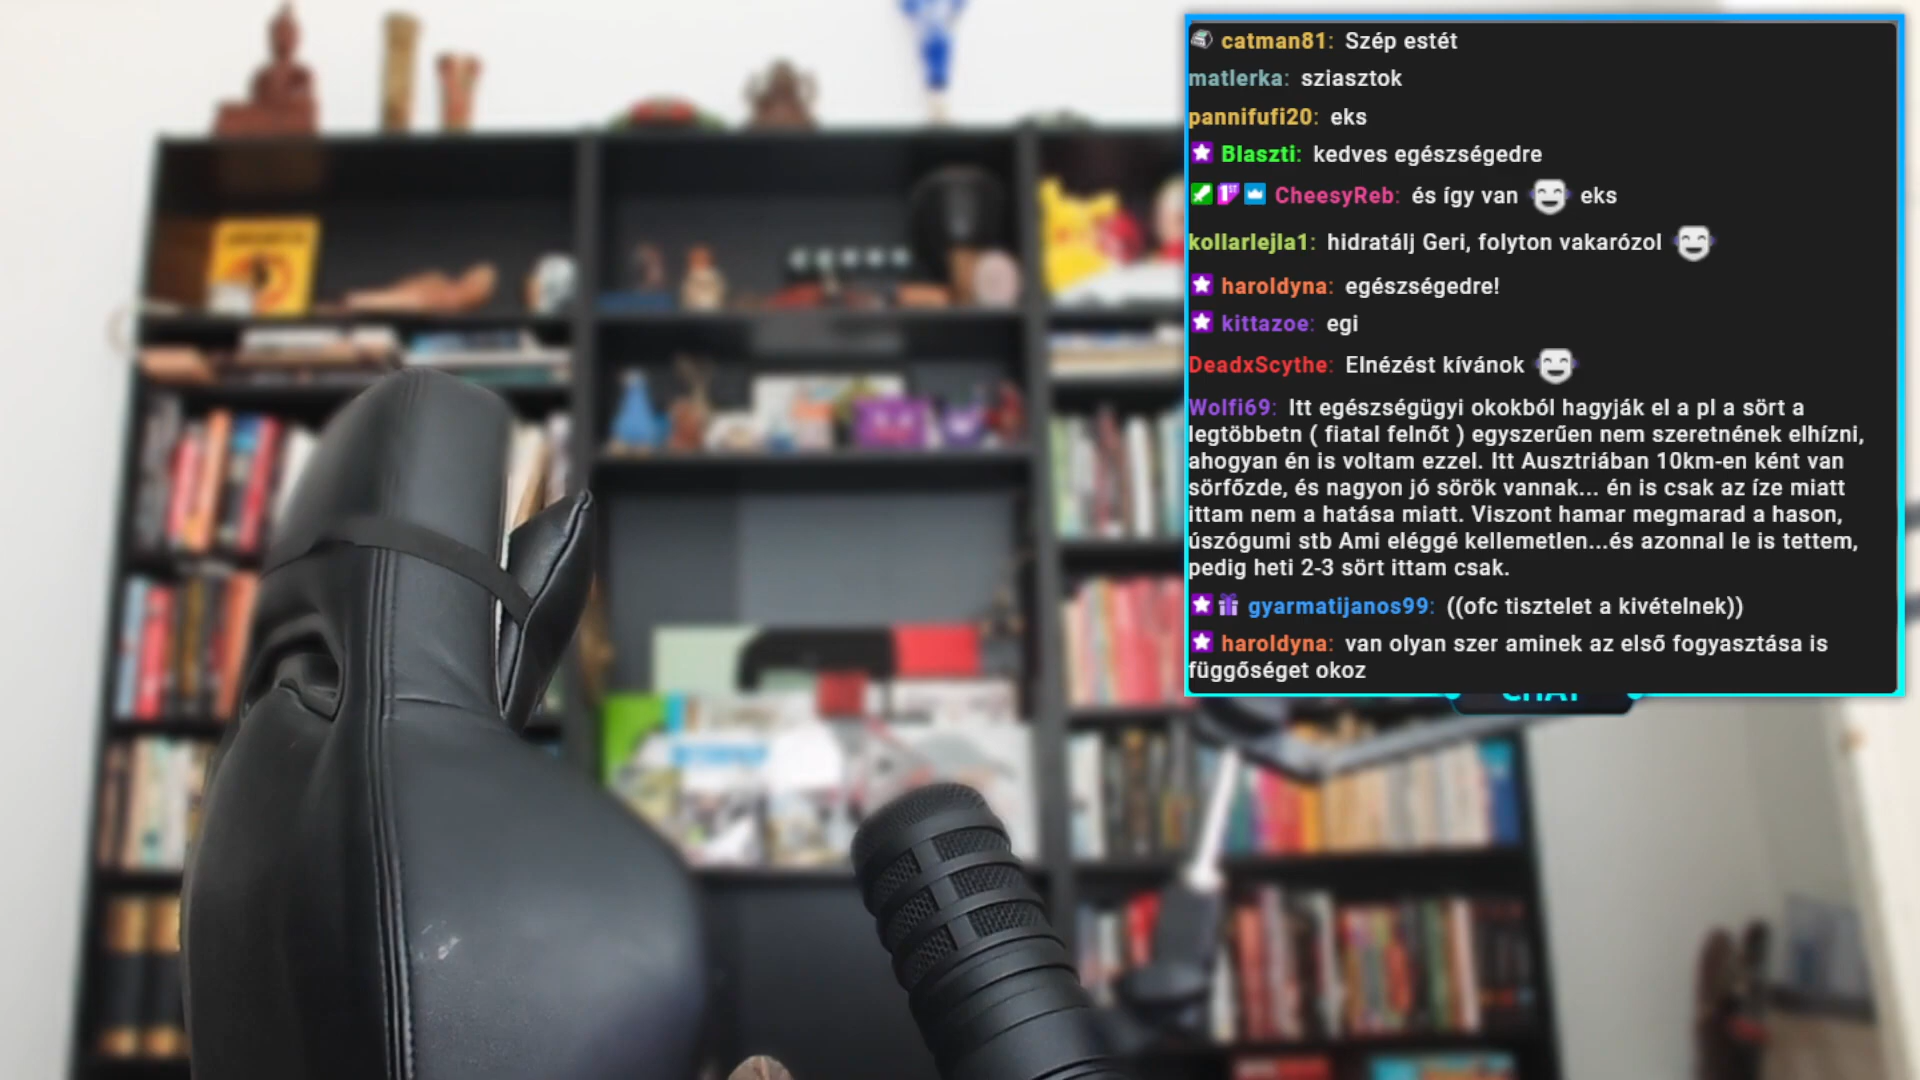 catman81: Szép estét
matlerka: sziasztok
pannifufi20: eks
Blaszti: kedves egészségedre
CheesyReb: és így van eks
kollarlejla1: hidratálj Geri, folyton vakarózol
haroldyna: egészségedre!
kittazoe: egi
DeadxScythe: Elnézést kívánok
Wolfi69: Itt egészségügyi okokból hagyják el a pl a sört a
legtöbbetn ( fiatal felnőt ) egyszerűen nem szeretnének elhízni,
ahogyan én is voltam ezzel. Itt Ausztriában 10km-en ként van
sörfőzde, és nagyon jó sörök vannak... én is csak az íze miatt
ittam nem a hatása miatt. Viszont hamar megmarad a hason,
úszógumi stb Ami eléggé kellemetlen...és azonnal le is tettem,
pedig heti 2-3 sört ittam csak.
gyarmatijanos99: ((ofc tisztelet a kivételnek))
haroldyna: van olyan szer aminek az első fogyasztása is
függőséget okoz
CHAT